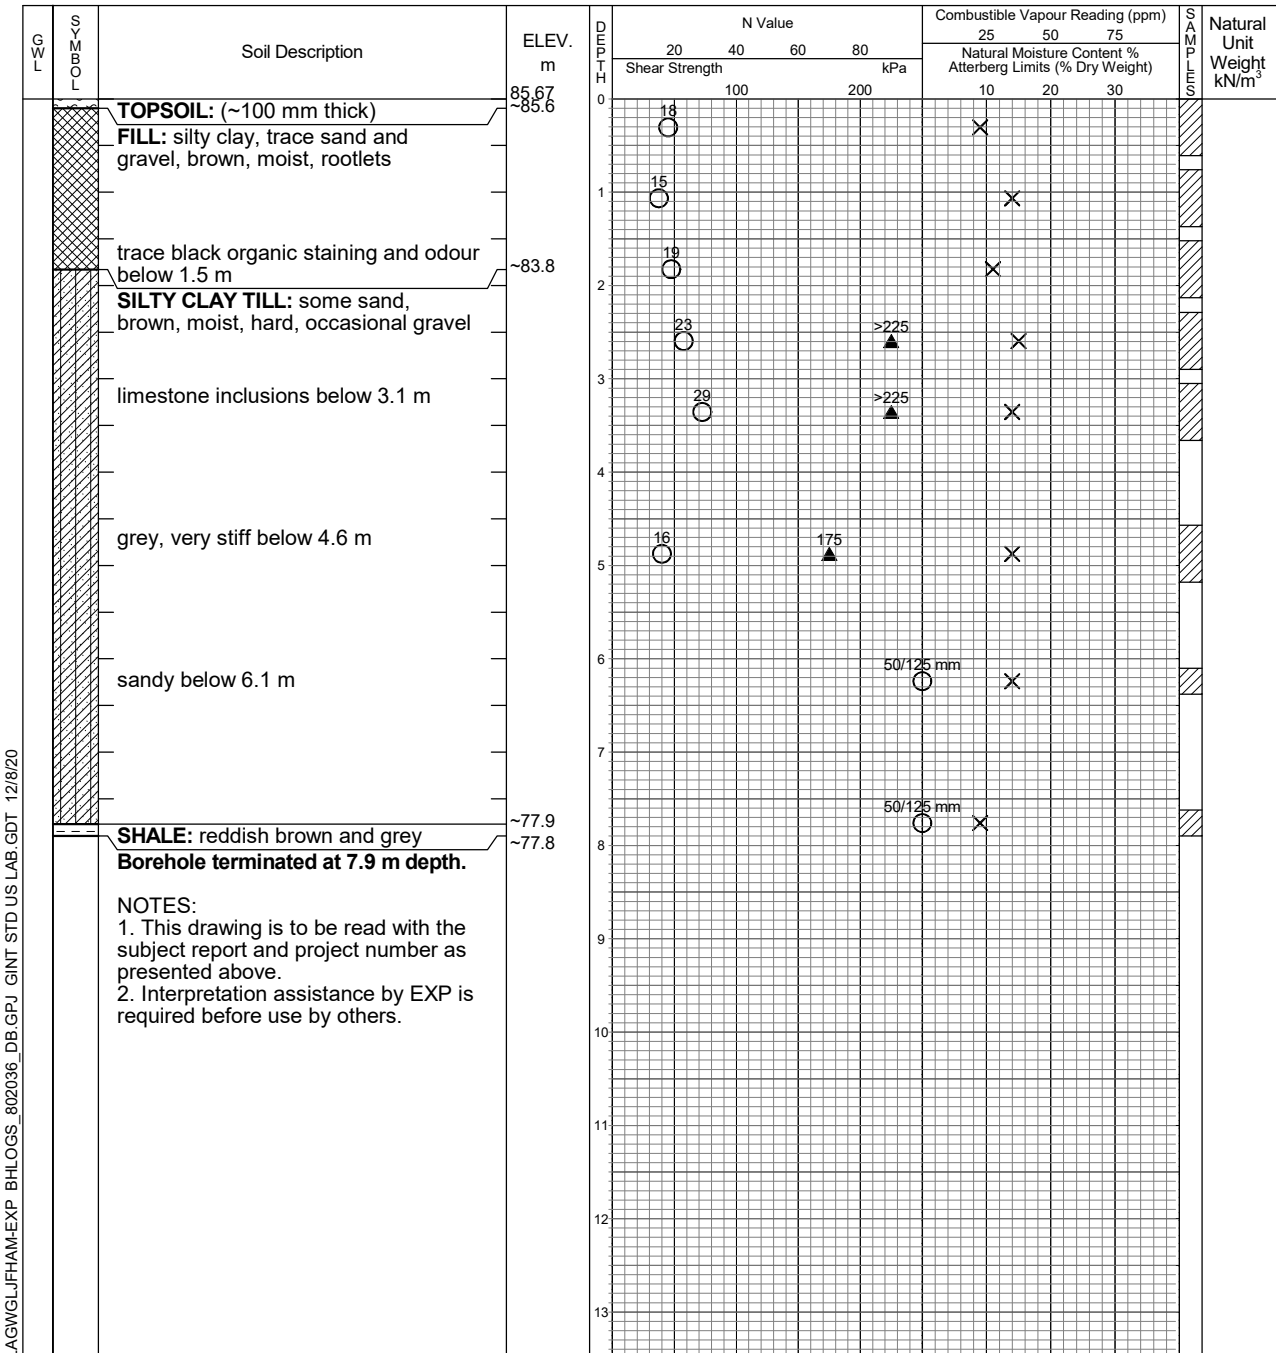 GWL
SYMBOL
Soil Description
ELEV.
m
DEPTH
N Value
20 40 60 80
Shear Strength kPa
100 200
Combustible Vapour Reading (ppm)
25 50 75
Natural Moisture Content %
Atterberg Limits (% Dry Weight)
10 20 30
SAMPLES
Natural
Unit
Weight
kN/m³
85.67
0
TOPSOIL: (~100 mm thick)
~85.6
FILL: silty clay, trace sand and
gravel, brown, moist, rootlets
18
1
15
trace black organic staining and odour
below 1.5 m
~83.8
19
2
SILTY CLAY TILL: some sand,
brown, moist, hard, occasional gravel
23
>225
3
limestone inclusions below 3.1 m
29
>225
4
grey, very stiff below 4.6 m
16
175
5
6
50/125 mm
sandy below 6.1 m
7
50/125 mm
~77.9
SHALE: reddish brown and grey
~77.8
8
Borehole terminated at 7.9 m depth.
NOTES:
1. This drawing is to be read with the
subject report and project number as
presented above.
2. Interpretation assistance by EXP is
required before use by others.
9
10
11
12
13
AGWGLJFHAM-EXP BHLOGS_802036_DB.GPJ GINT STD US LAB.GDT 12/8/20